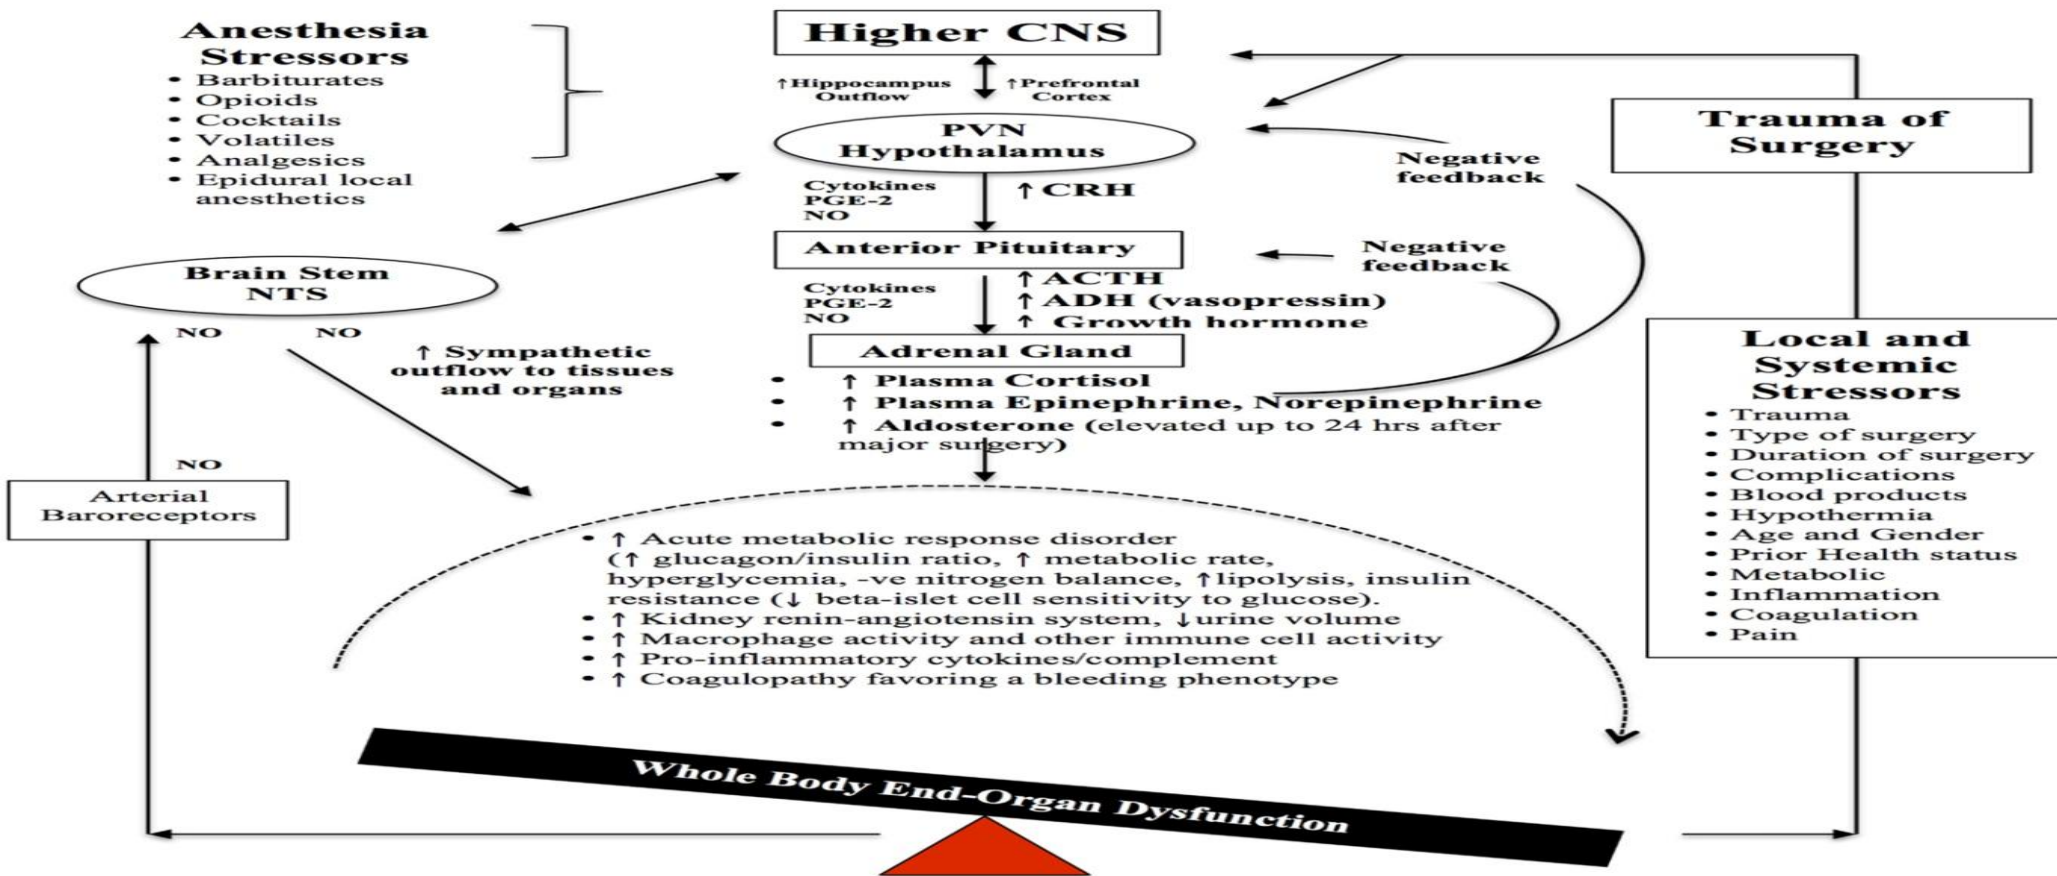 Anesthesia
Stressors
• Barbiturates
• Opioids
• Cocktails
• Volatiles
• Analgesics
• Epidural local
anesthetics
Higher CNS
↑Hippocampus
Outflow
↑Prefrontal
Cortex
PVN
Hypothalamus
Cytokines
PGE-2
NO
↑ CRH
Anterior Pituitary
Cytokines
PGE-2
NO
↑ ACTH
↑ ADH (vasopressin)
↑ Growth hormone
Adrenal Gland
• ↑ Plasma Cortisol
• ↑ Plasma Epinephrine, Norepinephrine
• ↑ Aldosterone (elevated up to 24 hrs after
major surgery)
Negative
feedback
Negative
feedback
Trauma of
Surgery
Local and
Systemic
Stressors
• Trauma
• Type of surgery
• Duration of surgery
• Complications
• Blood products
• Hypothermia
• Age and Gender
• Prior Health status
• Metabolic
• Inflammation
• Coagulation
• Pain
Brain Stem
NTS
NO
NO
↑ Sympathetic
outflow to tissues
and organs
NO
Arterial
Baroreceptors
• ↑ Acute metabolic response disorder
(↑ glucagon/insulin ratio, ↑ metabolic rate,
hyperglycemia, -ve nitrogen balance, ↑lipolysis, insulin
resistance (↓ beta-islet cell sensitivity to glucose).
• ↑ Kidney renin-angiotensin system, ↓urine volume
• ↑ Macrophage activity and other immune cell activity
• ↑ Pro-inflammatory cytokines/complement
• ↑ Coagulopathy favoring a bleeding phenotype
Whole Body End-Organ Dysfunction